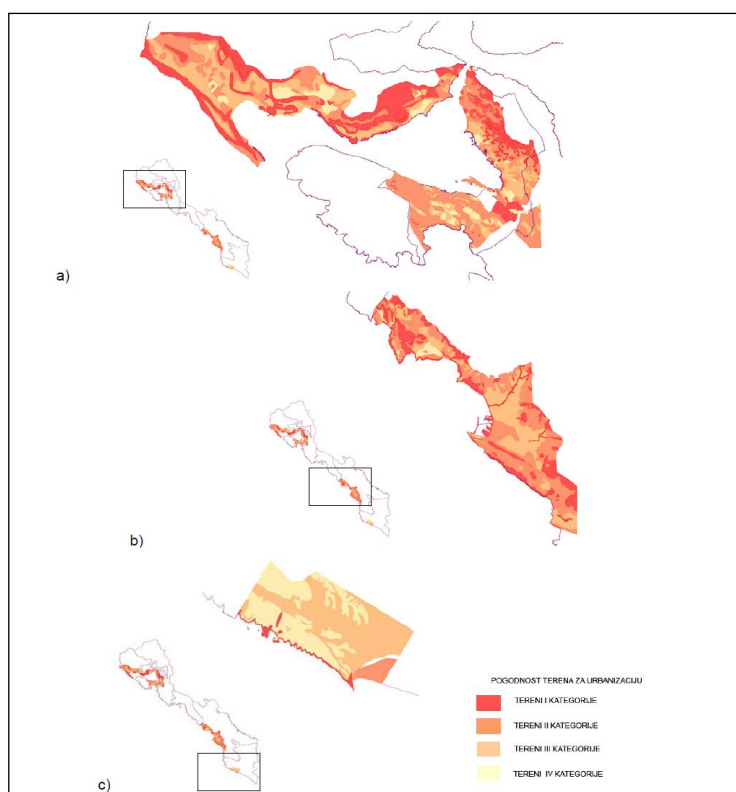 a)
b)
c)
POGODNOST TERENA ZA URBANIZACIJU
TERENI I KATEGORIJE
TERENI II KATEGORIJE
TERENI III KATEGORIJE
TERENI IV KATEGORIJE